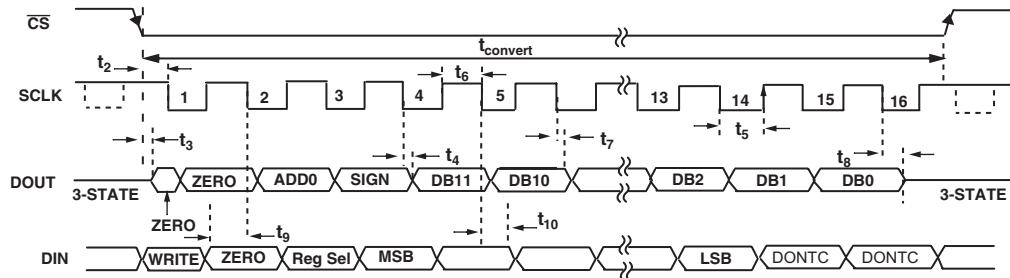 CS
tconvert
t2
t6
SCLK
1 2 3 4 5 13 14 15 16
t3
t4
t7
t5
t8
DOUT
3-STATE
ZERO ADD0 SIGN DB11 DB10 DB2 DB1 DB0
3-STATE
ZERO
t9
t10
DIN
WRITE ZERO Reg Sel MSB LSB DONTC DONTC